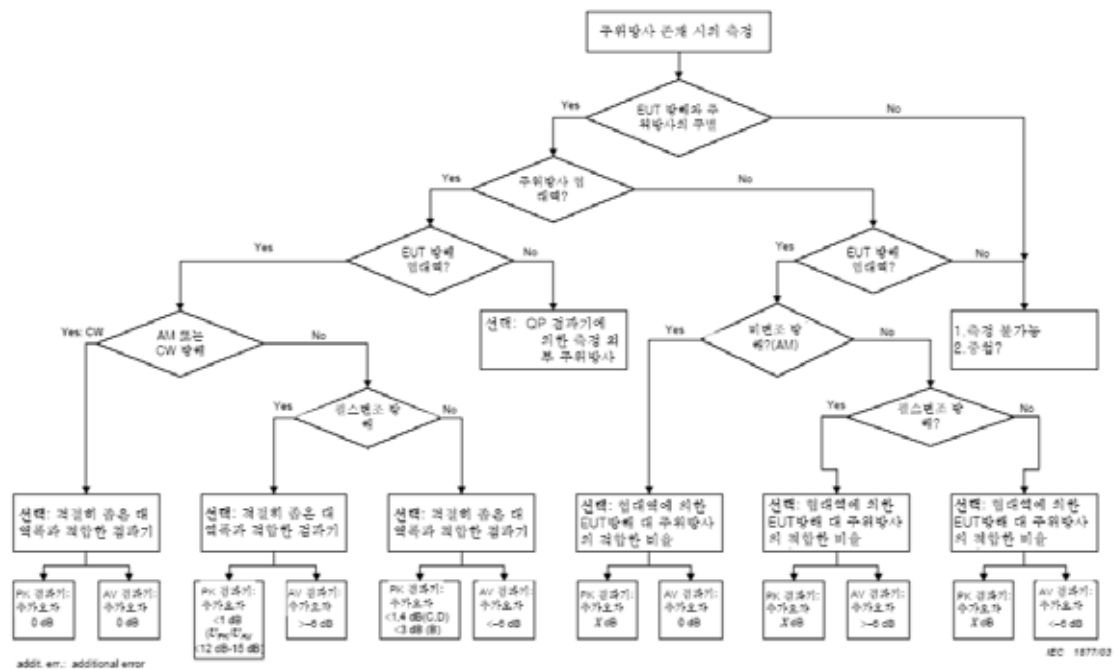 주위방사 존재 시의 측정
EUT 방해와 주
위방사의 구별
Yes
No
주위방사 협
대역?
Yes
No
EUT 방해
협대역?
Yes
No
EUT 방해
협대역?
Yes
No
AM 또는
CW 방해
Yes: CW
No
선택: QP 검파기에
의한 측정 외
부 주위방사
비변조 방
해?(AM)
Yes
No
1.측정 불가능
2.중첩?
펄스변조 방
해
Yes
No
펄스변조 방
해?
Yes
No
선택: 적절히 좁은 대
역폭과 적합한 검파기
선택: 적절히 좁은 대
역폭과 적합한 검파기
선택: 적절히 좁은 대
역폭과 적합한 검파기
선택: 협대역에 의한
EUT방해 대 주위방사
의 적합한 비율
선택: 협대역에 의한
EUT방해 대 주위방사
의 적합한 비율
선택: 협대역에 의한
EUT방해 대 주위방사
의 적합한 비율
PK 검파기:
추가오차
0 dB
AV 검파기:
추가오차
0 dB
PK 검파기:
추가오차
<1 dB
<12 dB-15 dB)
AV 검파기:
추가오차
>–6 dB
PK 검파기:
추가오차
<1,4 dB(C,D)
<3 dB (B)
AV 검파기:
추가오차
<–6 dB
PK 검파기:
추가오차
X dB
AV 검파기:
추가오차
0 dB
PK 검파기:
추가오차
X dB
AV 검파기:
추가오차
>–6 dB
PK 검파기:
추가오차
X dB
AV 검파기:
추가오차
<–6 dB
addit. err.: additional error
IEC 1877/03